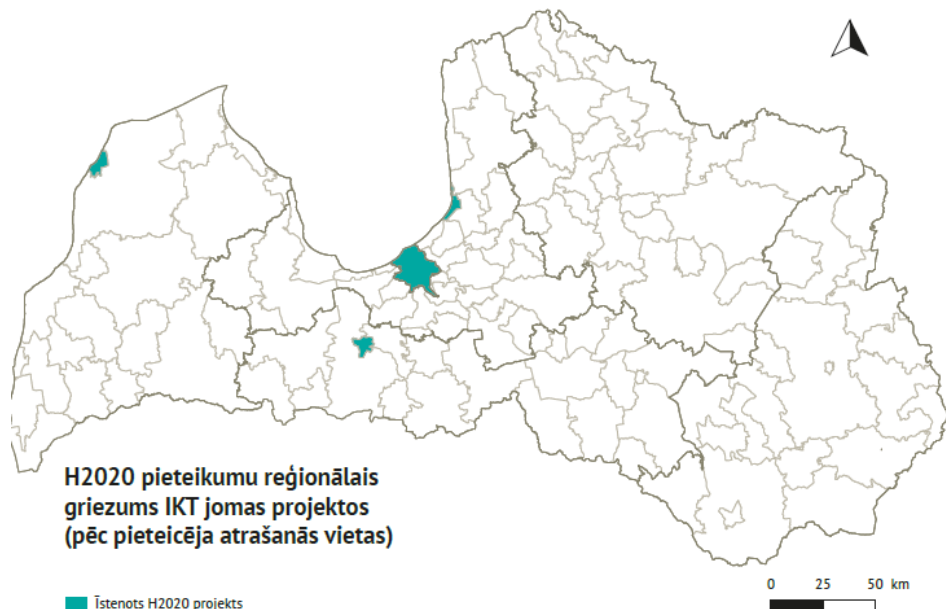 H2020 pieteikumu reģionālais
griezums IKT jomas projektos
(pēc pieteicēja atrašanās vietas)
Īstenots H2020 projekts
0 25 50 km